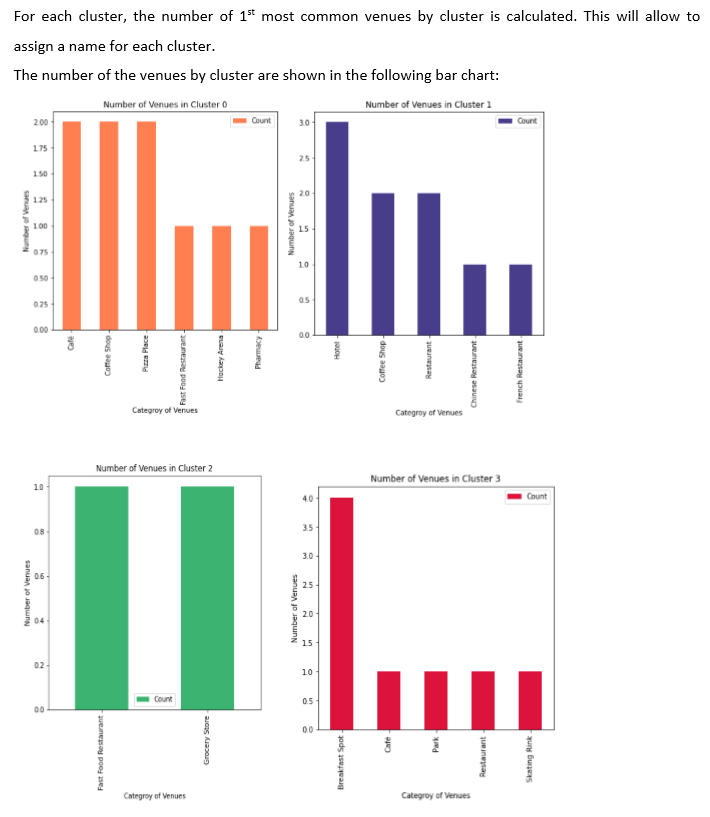 For each cluster, the number of 1st most common venues by cluster is calculated. This will allow to
assign a name for each cluster.
The number of the venues by cluster are shown in the following bar chart:
Number of Venues in Cluster 0
Count
Number of Venues
2.00
1.75
1.50
1.25
1.00
0.75
0.50
0.25
0.00
Café
Coffee Shop
Pizza Place
Fast Food Restaurant
Hockey Arena
Pharmacy
Categroy of Venues
Number of Venues in Cluster 1
Count
Number of Venues
3.0
2.5
2.0
1.5
1.0
0.5
0.0
Hotel
Coffee Shop
Restaurant
Chinese Restaurant
French Restaurant
Categroy of Venues
Number of Venues in Cluster 2
Number of Venues
1.0
0.8
0.6
0.4
0.2
0.0
Count
Fast Food Restaurant
Grocery Store
Categroy of Venues
Number of Venues in Cluster 3
Count
Number of Venues
4.0
3.5
3.0
2.5
2.0
1.5
1.0
0.5
0.0
Breakfast Spot
Café
Park
Restaurant
Skating Rink
Categroy of Venues